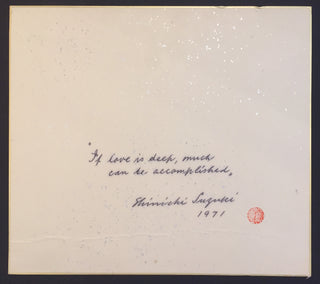 "If love is deep, much
can be accomplished."
Shinichi Suzuki
1971